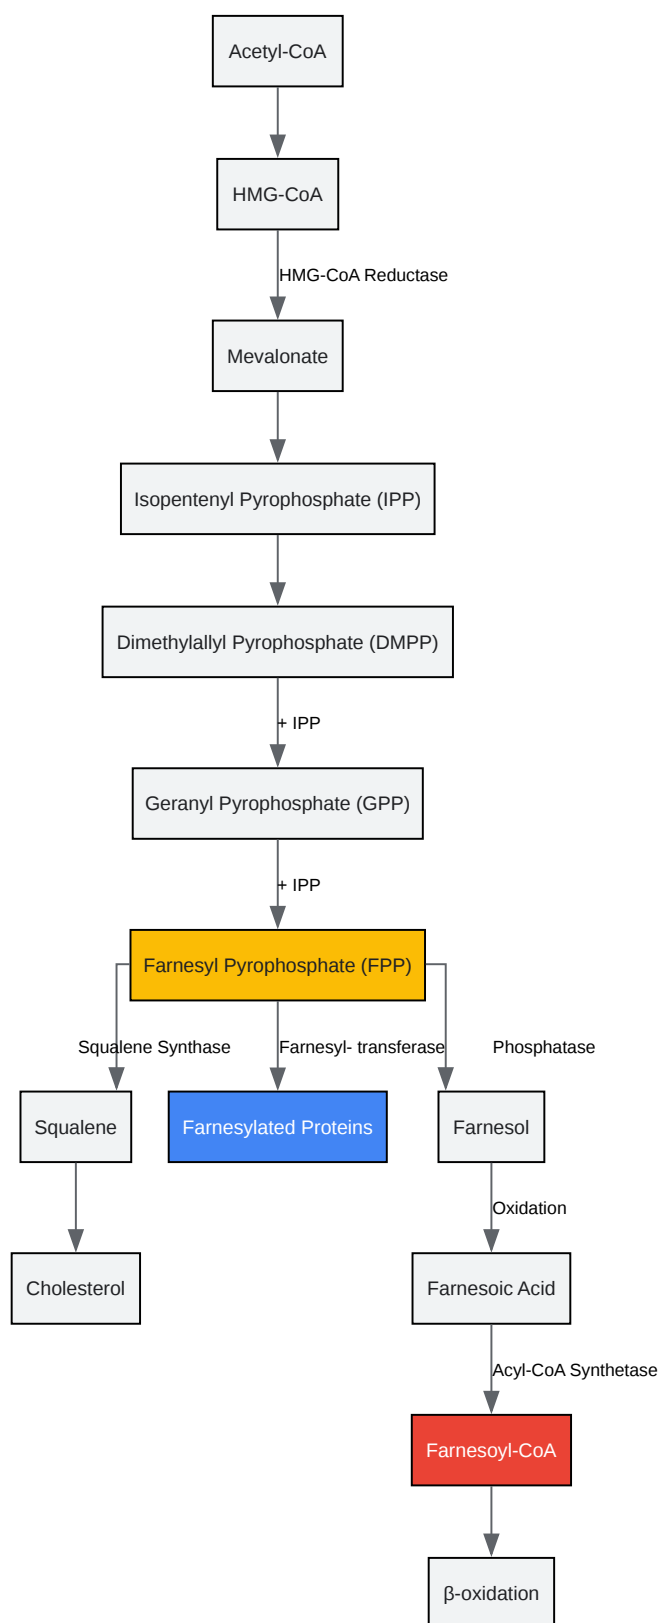 Acetyl-CoA
HMG-CoA
HMG-CoA Reductase
Mevalonate
Isopentenyl Pyrophosphate (IPP)
Dimethylallyl Pyrophosphate (DMPP)
+ IPP
Geranyl Pyrophosphate (GPP)
+ IPP
Farnesyl Pyrophosphate (FPP)
Squalene Synthase
Farnesyl- transferase
Phosphatase
Squalene
Farnesylated Proteins
Farnesol
Oxidation
Cholesterol
Farnesoic Acid
Acyl-CoA Synthetase
Farnesoyl-CoA
β-oxidation